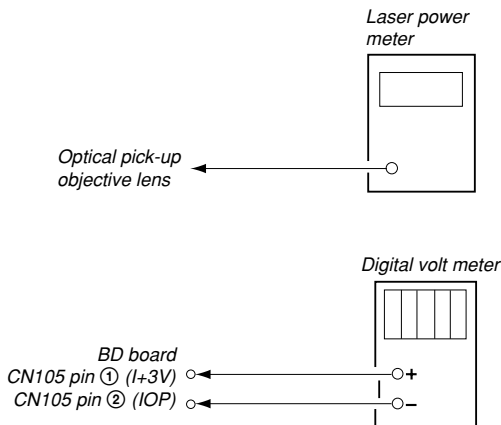 Laser power
meter
Optical pick-up
objective lens
Digital volt meter
BD board
CN105 pin ① (I+3V)
+
CN105 pin ② (IOP)
–